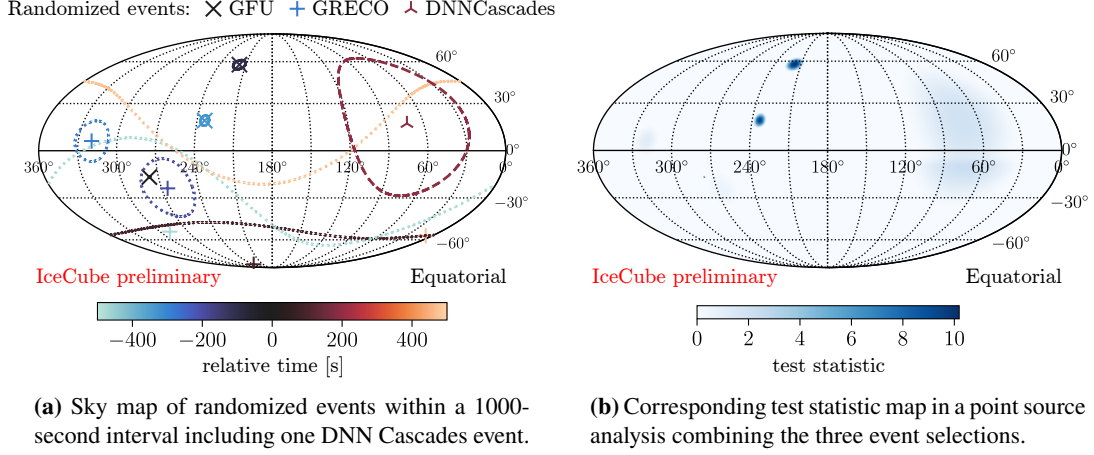 Randomized events: GFU GRECO DNNCascades
60°
30°
0°
360° 300° 240° 180° 120° 60° 0°
−30°
−60°
IceCube preliminary Equatorial
−400 −200 0 200 400
relative time [s]
(a) Sky map of randomized events within a 1000-
second interval including one DNN Cascades event.
60°
30°
0°
360° 300° 240° 180° 120° 60° 0°
−30°
−60°
IceCube preliminary Equatorial
0 2 4 6 8 10
test statistic
(b) Corresponding test statistic map in a point source
analysis combining the three event selections.